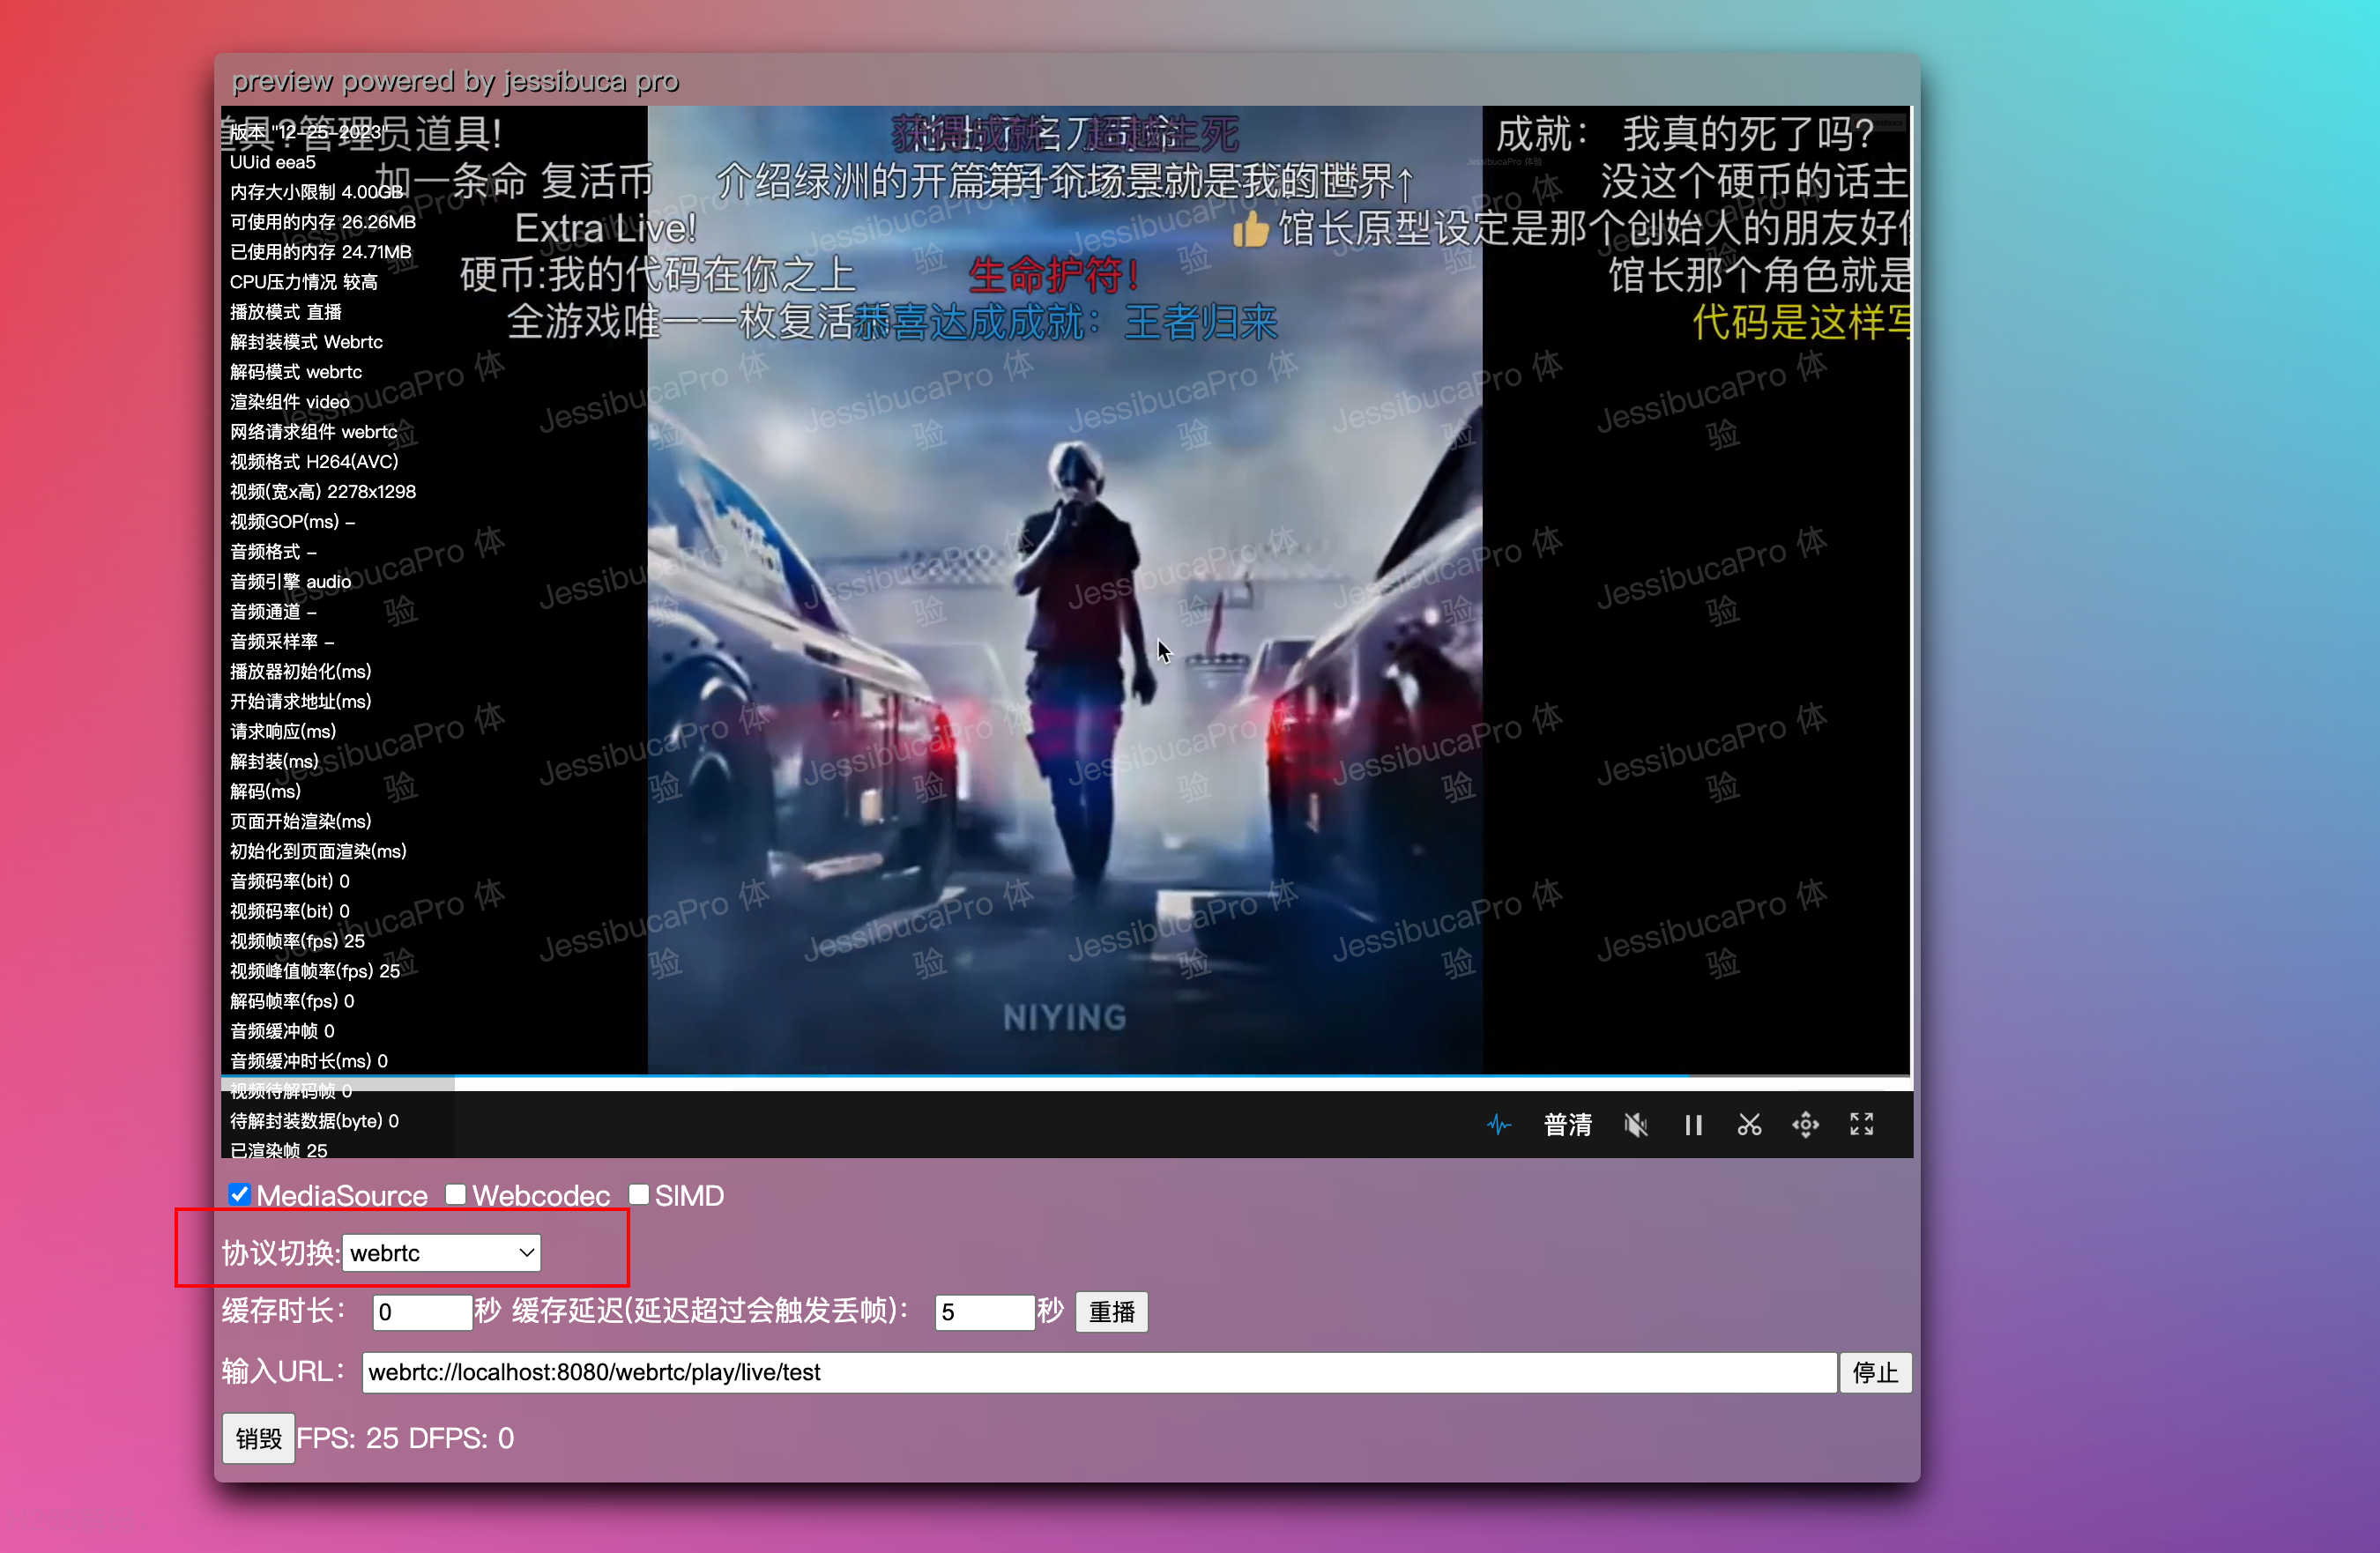 preview powered by jessibuca pro
道具?管理员道具!
成就： 我真的死了吗?
版本 "12-25-2023"
UUid eea5
加一条命 复活币
介绍绿洲的开篇第
场景就是我的世界↑
没这个硬币的话主
内存大小限制 4.00GB
可使用的内存 26.26MB
Extra Live!
👍馆长原型设定是那个创始人的朋友好
已使用的内存 24.71MB
CPU压力情况 较高
硬币:我的代码在你之上
生命护符!
馆长那个角色就是
播放模式 直播
全游戏唯一一枚复活
恭喜达成成就：王者归来
代码是这样写
解封装模式 Webrtc
解码模式 webrtc
渲染组件 video
网络请求组件 webrtc
视频格式 H264(AVC)
视频(宽x高) 2278x1298
视频GOP(ms) -
音频格式 -
音频引擎 audio
音频通道 -
音频采样率 -
播放器初始化(ms)
开始请求地址(ms)
请求响应(ms)
解封装(ms)
解码(ms)
页面开始渲染(ms)
初始化到页面渲染(ms)
音频码率(bit) 0
视频码率(bit) 0
视频帧率(fps) 25
视频峰值帧率(fps) 25
解码帧率(fps) 0
音频缓冲帧 0
音频缓冲时长(ms) 0
视频待解码帧 0
待解封装数据(byte) 0
已渲染帧 25
JessibucaPro 体验
NIYING
普清
MediaSource Webcodec SIMD
协议切换: webrtc
缓存时长： 0 秒 缓存延迟(延迟超过会触发丢帧)： 5 秒 重播
输入URL： webrtc://localhost:8080/webrtc/play/live/test 停止
销毁 FPS: 25 DFPS: 0